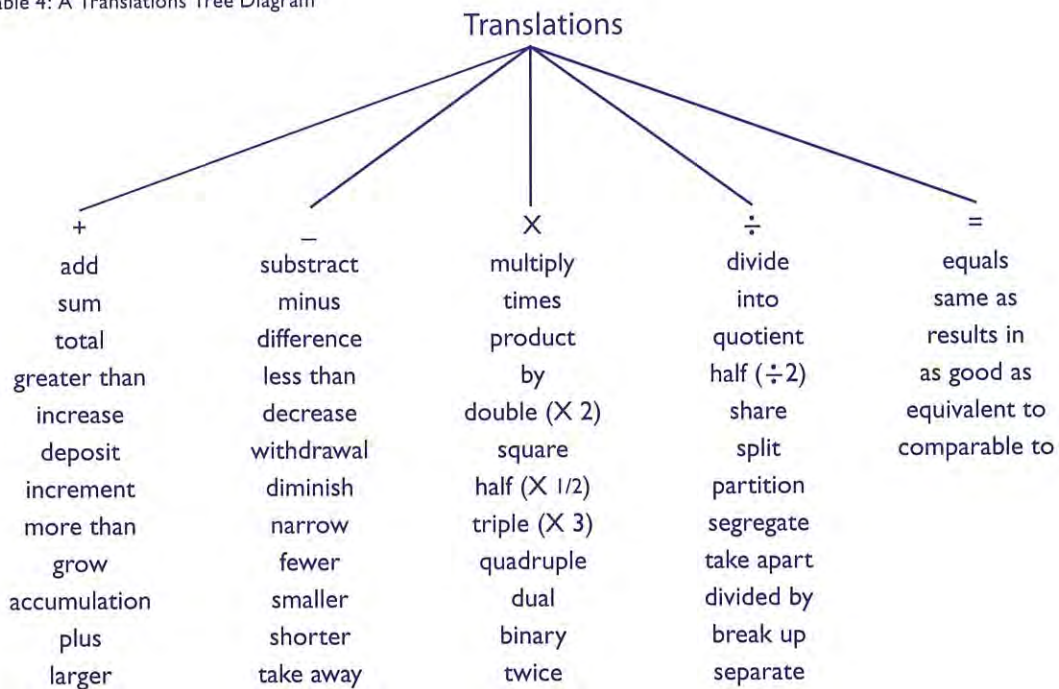 able 4: A Translations Tree Diagram
Translations
+ − X ÷ =
add substract multiply divide equals
sum minus times into same as
total difference product quotient results in
greater than less than by half (÷2) as good as
increase decrease double (X 2) share equivalent to
deposit withdrawal square split comparable to
increment diminish half (X 1/2) partition
more than narrow triple (X 3) segregate
grow fewer quadruple take apart
accumulation smaller dual divided by
plus shorter binary break up
larger take away twice separate